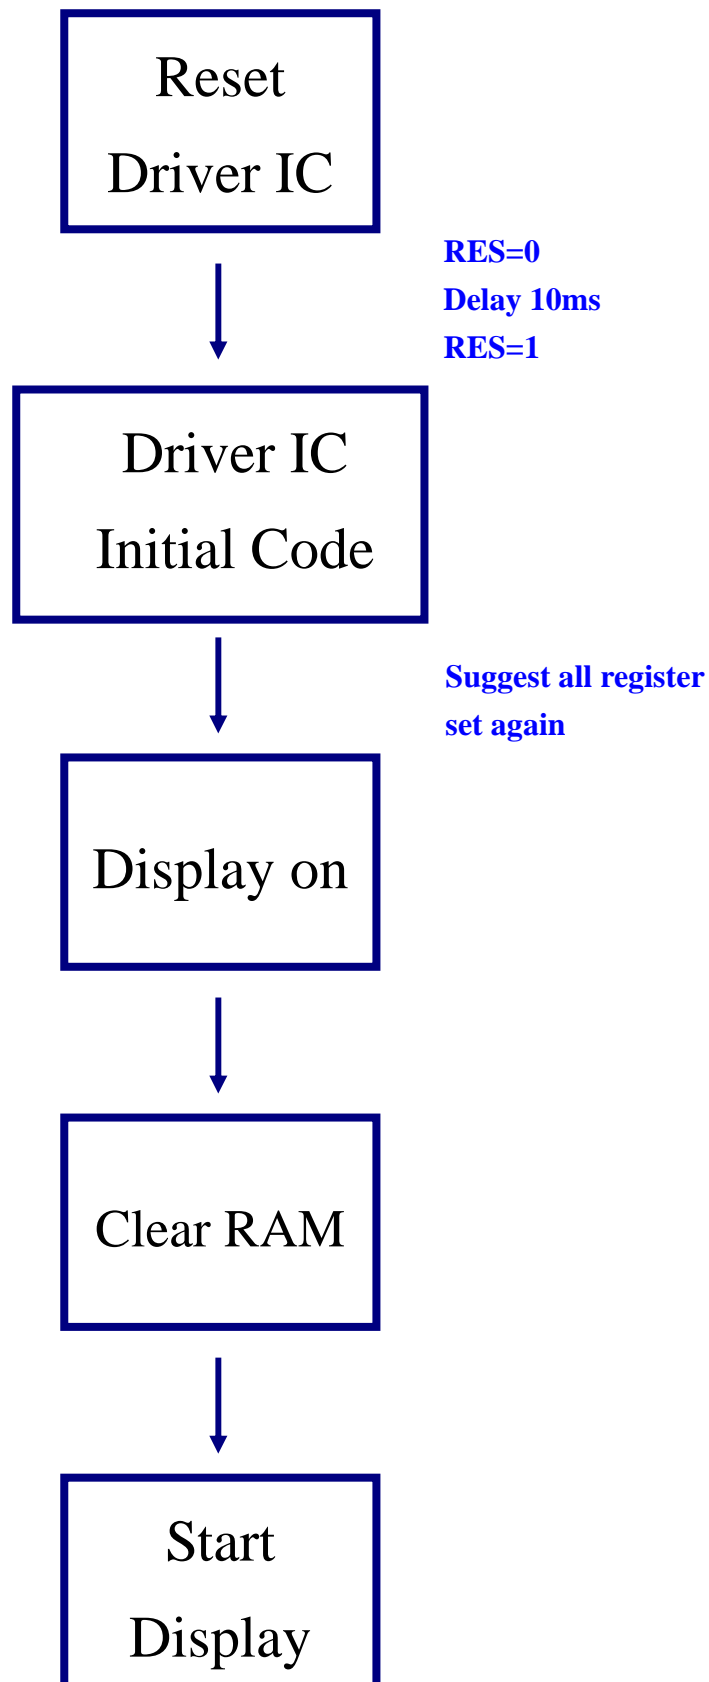 Reset
Driver IC
RES=0
Delay 10ms
RES=1
Driver IC
Initial Code
Suggest all register
set again
Display on
Clear RAM
Start
Display